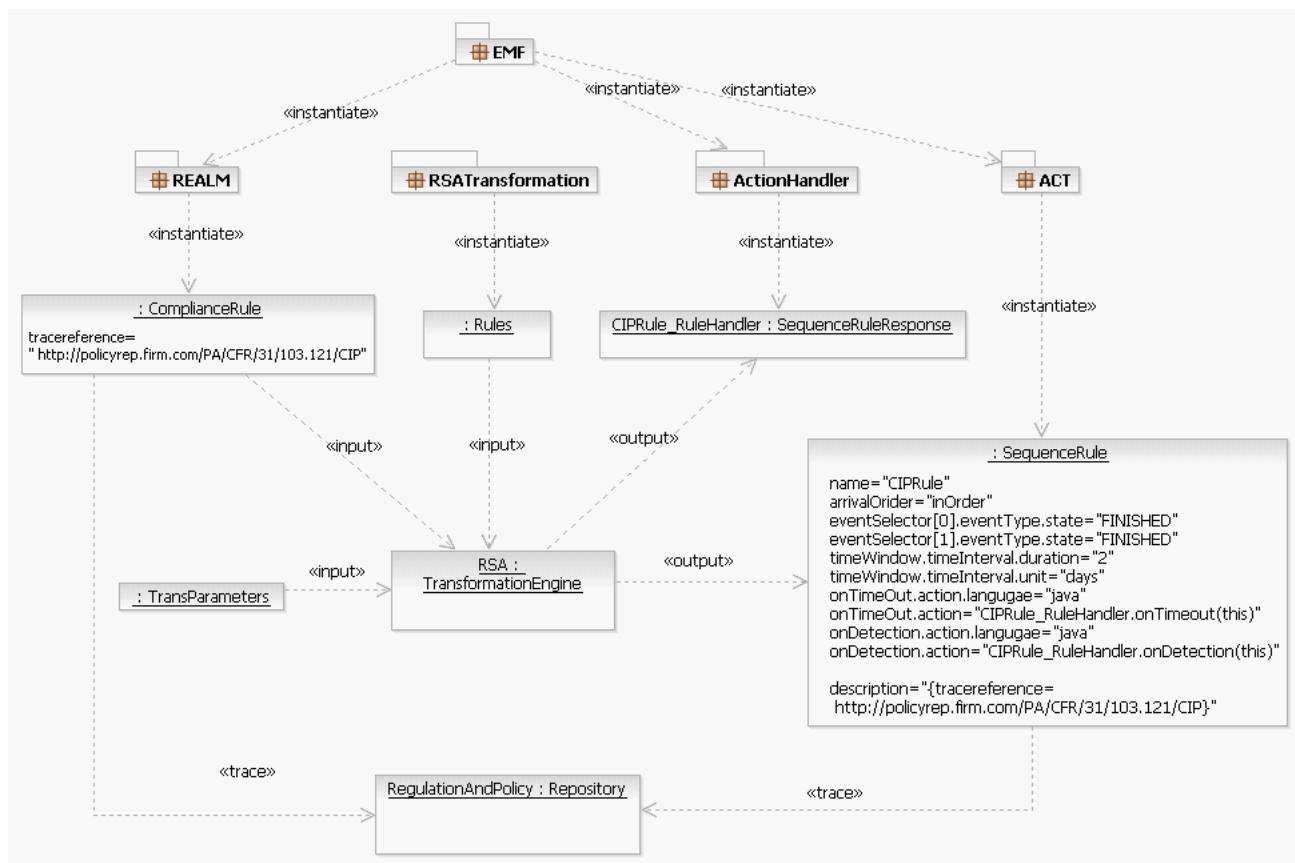 EMF
«instantiate»
«instantiate»
«instantiate»
REALM
RSATransformation
ActionHandler
ACT
«instantiate»
«instantiate»
«instantiate»
«instantiate»
: ComplianceRule
tracereference=
" http://policyrep.firm.com/PA/CFR/31/103.121/CIP"
: Rules
CIPRule_RuleHandler : SequenceRuleResponse
«input»
«input»
«output»
: SequenceRule
name="CIPRule"
arrivalOrider="inOrder"
eventSelector[0].eventType.state="FINISHED"
eventSelector[1].eventType.state="FINISHED"
timeWindow.timeInterval.duration="2"
timeWindow.timeInterval.unit="days"
onTimeOut.action.langugae="java"
onTimeOut.action="CIPRule_RuleHandler.onTimeout(this)"
onDetection.action.langugae="java"
onDetection.action="CIPRule_RuleHandler.onDetection(this)"
description="{tracereference=
http://policyrep.firm.com/PA/CFR/31/103.121/CIP}"
«input»
RSA :
TransformationEngine
«output»
: TransParameters
«trace»
RegulationAndPolicy : Repository
«trace»